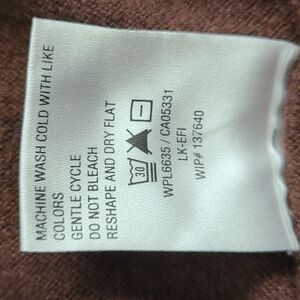 MACHINE WASH COLD WITH LIKE
COLORS
GENTLE CYCLE
DO NOT BLEACH
RESHAPE AND DRY FLAT
30
WPL6635 / CA05331
LK-EFI
WIP# 137640